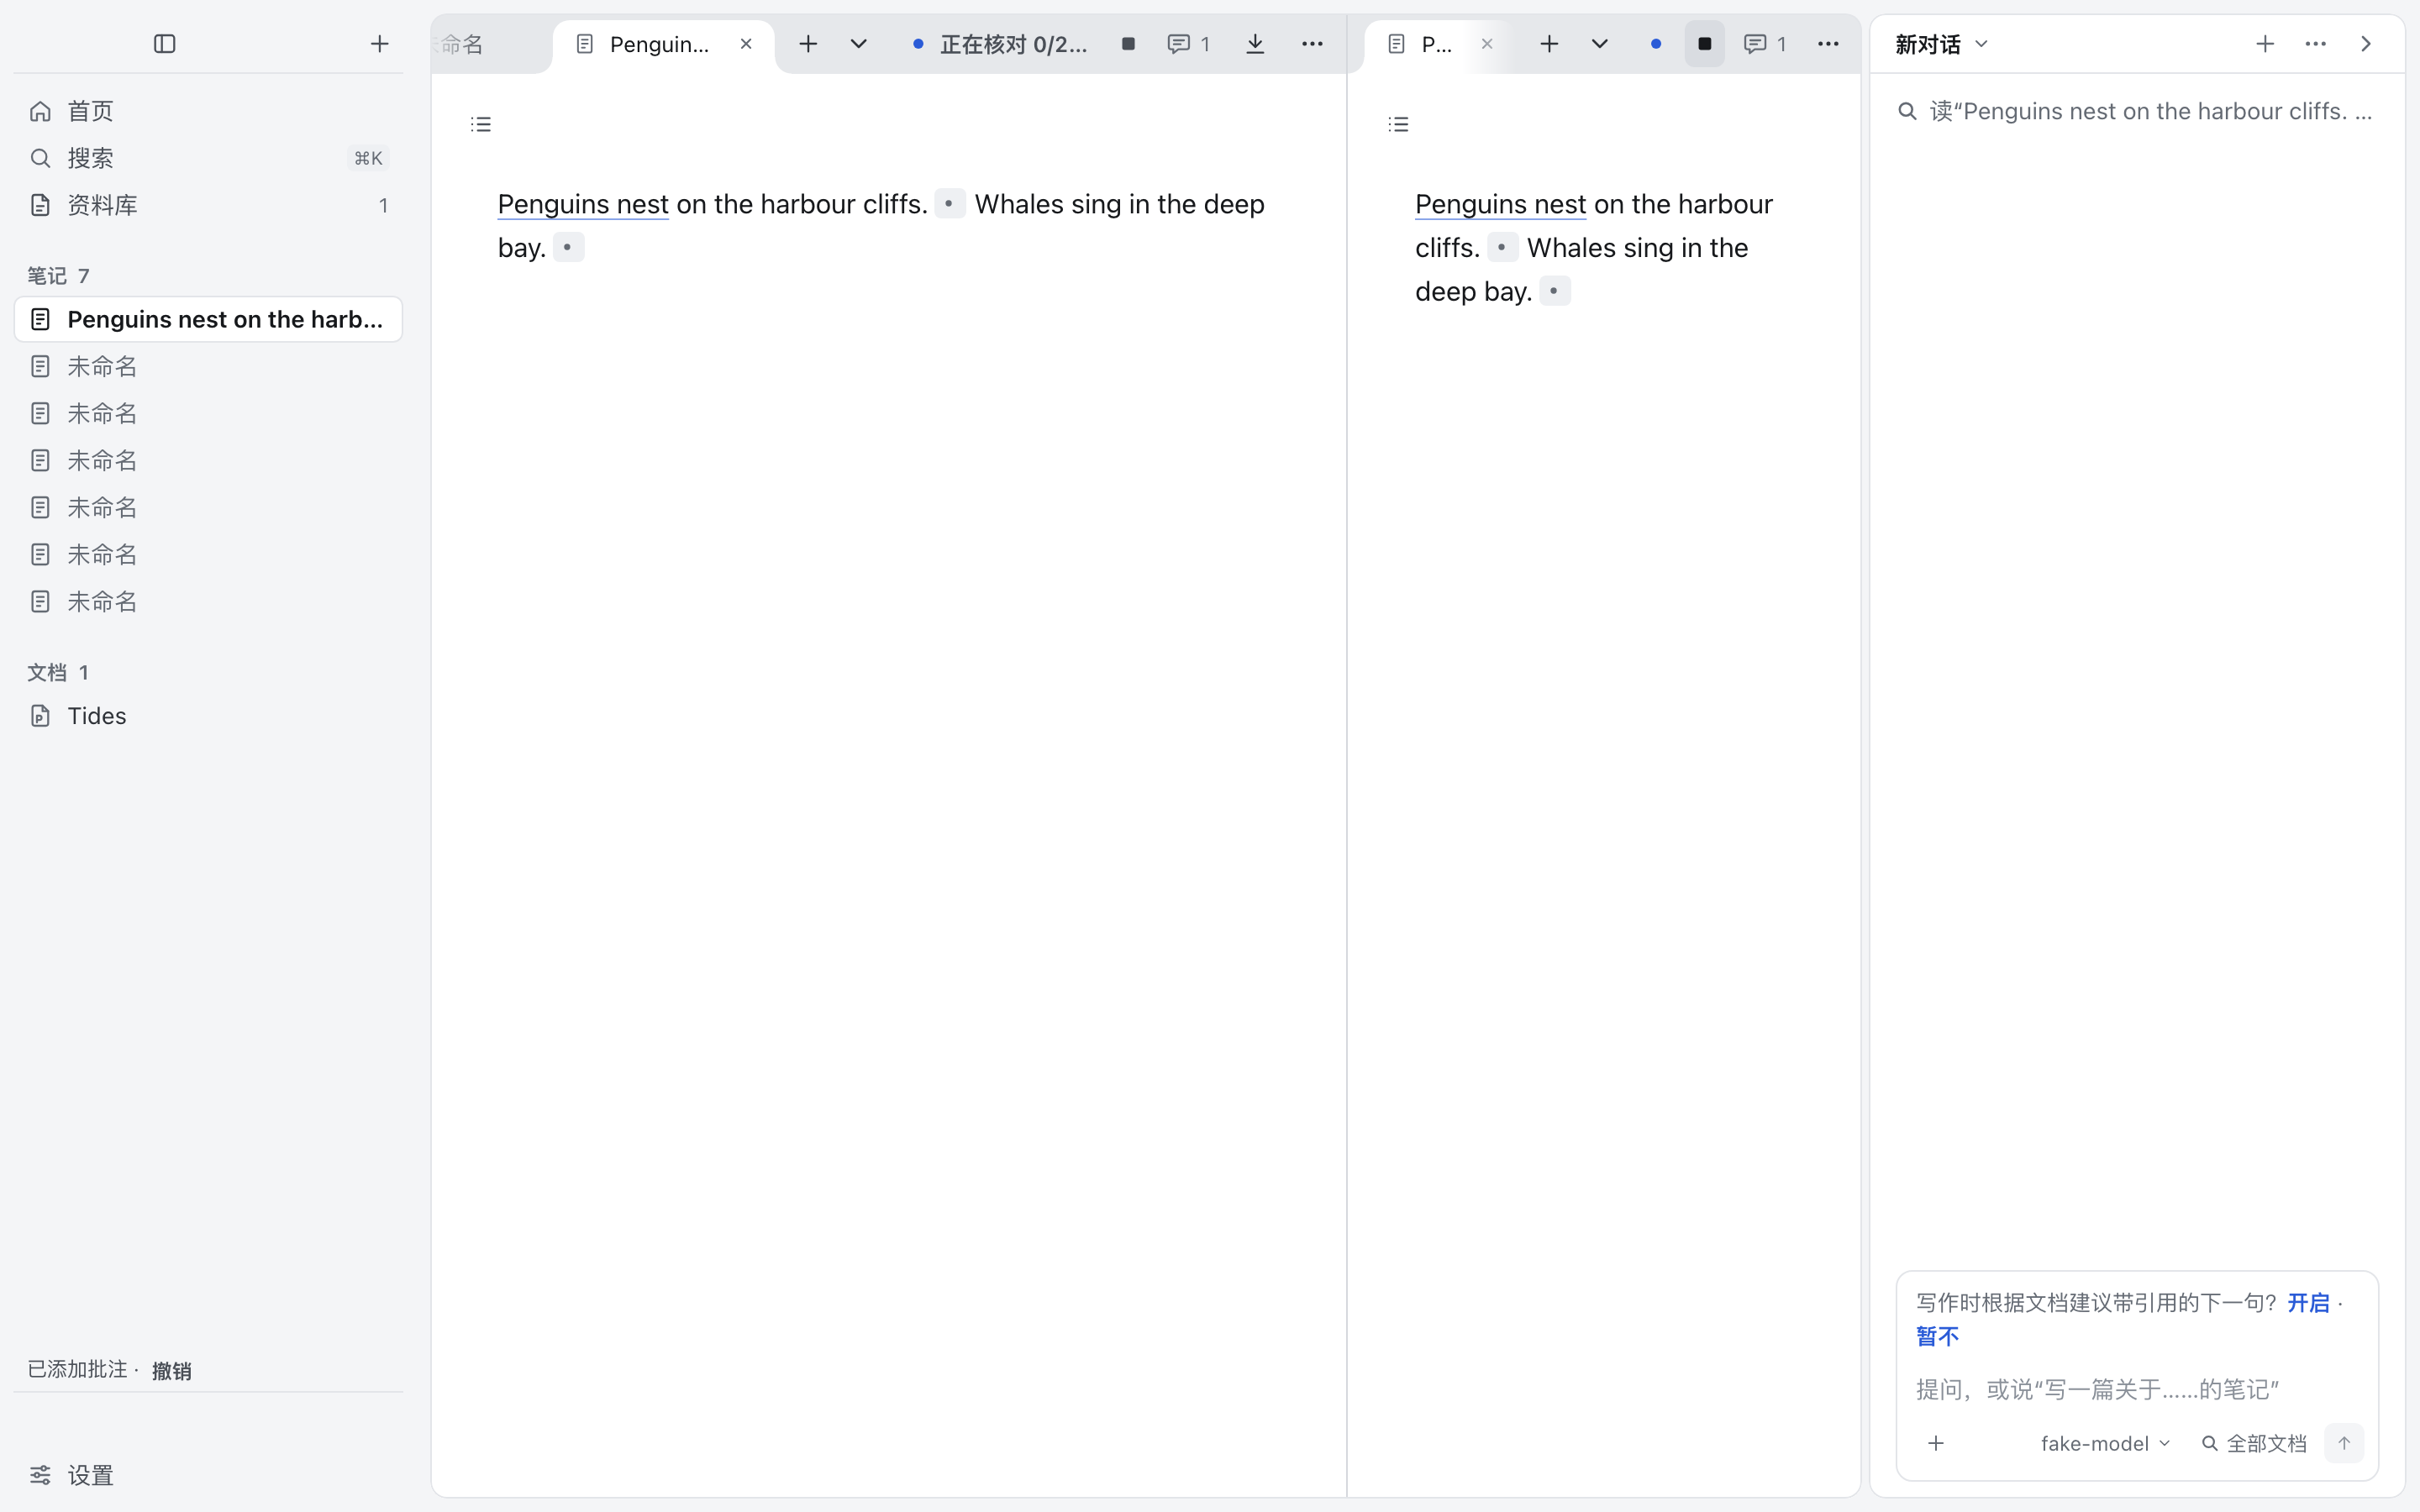 首页
搜索 ⌘K
资料库 1
笔记 7
Penguins nest on the harb...
未命名
未命名
未命名
未命名
未命名
未命名
文档 1
Tides
已添加批注 · 撤销
设置
命名
Penguin...
正在核对 0/2...
1
Penguins nest on the harbour cliffs. Whales sing in the deep
bay.
P...
1
Penguins nest on the harbour
cliffs. Whales sing in the
deep bay.
新对话
读“Penguins nest on the harbour cliffs. ...
写作时根据文档建议带引用的下一句? 开启 ·
暂不
提问，或说“写一篇关于……的笔记”
fake-model 全部文档